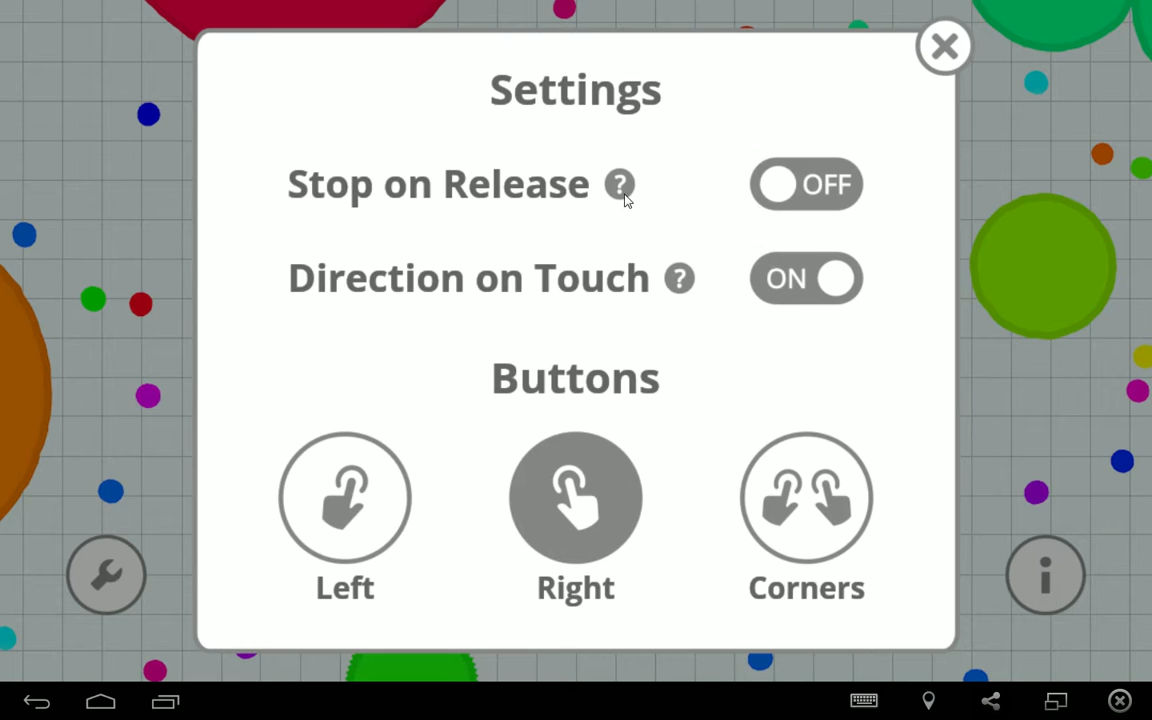 Settings
Stop on Release ? OFF
Direction on Touch ? ON
Buttons
Left Right Corners